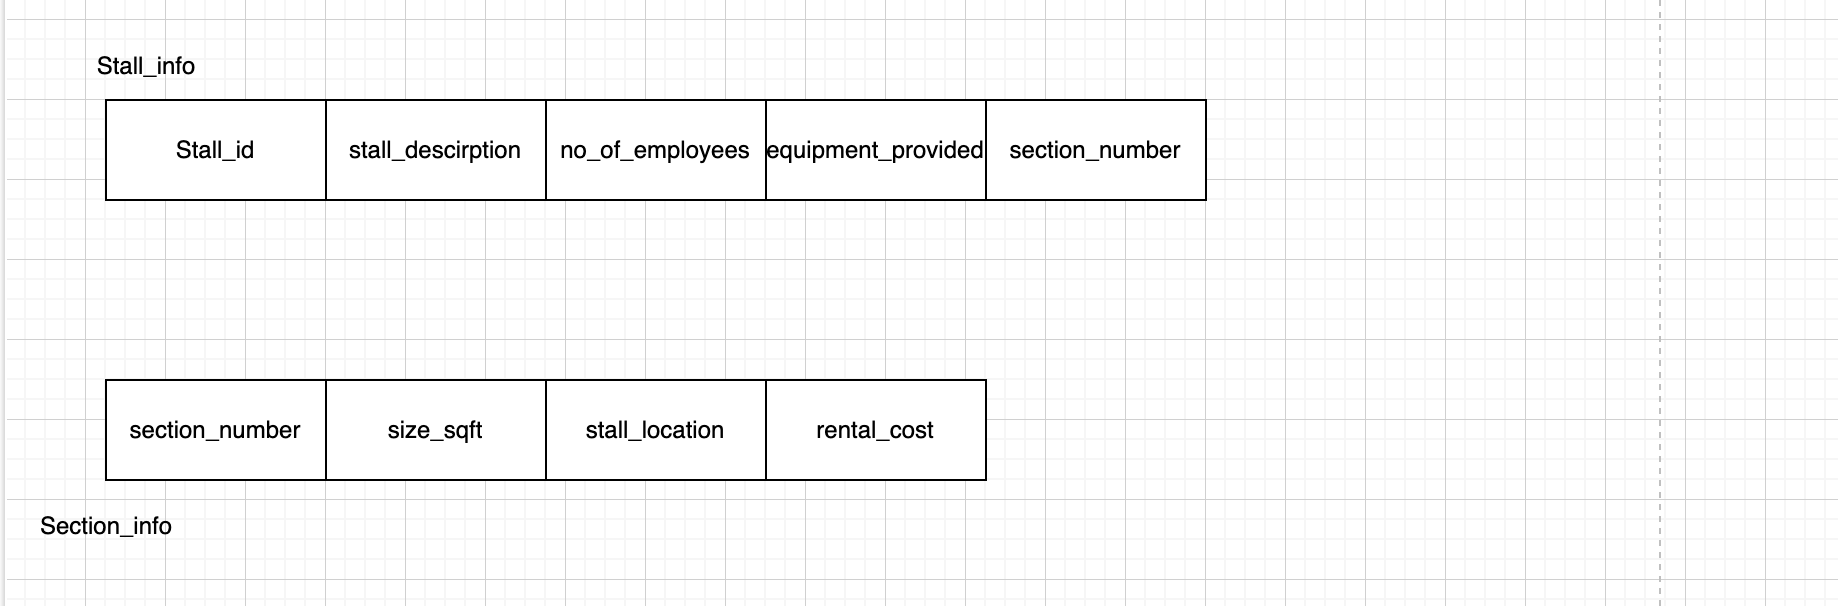 Stall_info
Stall_id stall_descirption no_of_employees equipment_provided section_number
section_number size_sqft stall_location rental_cost
Section_info